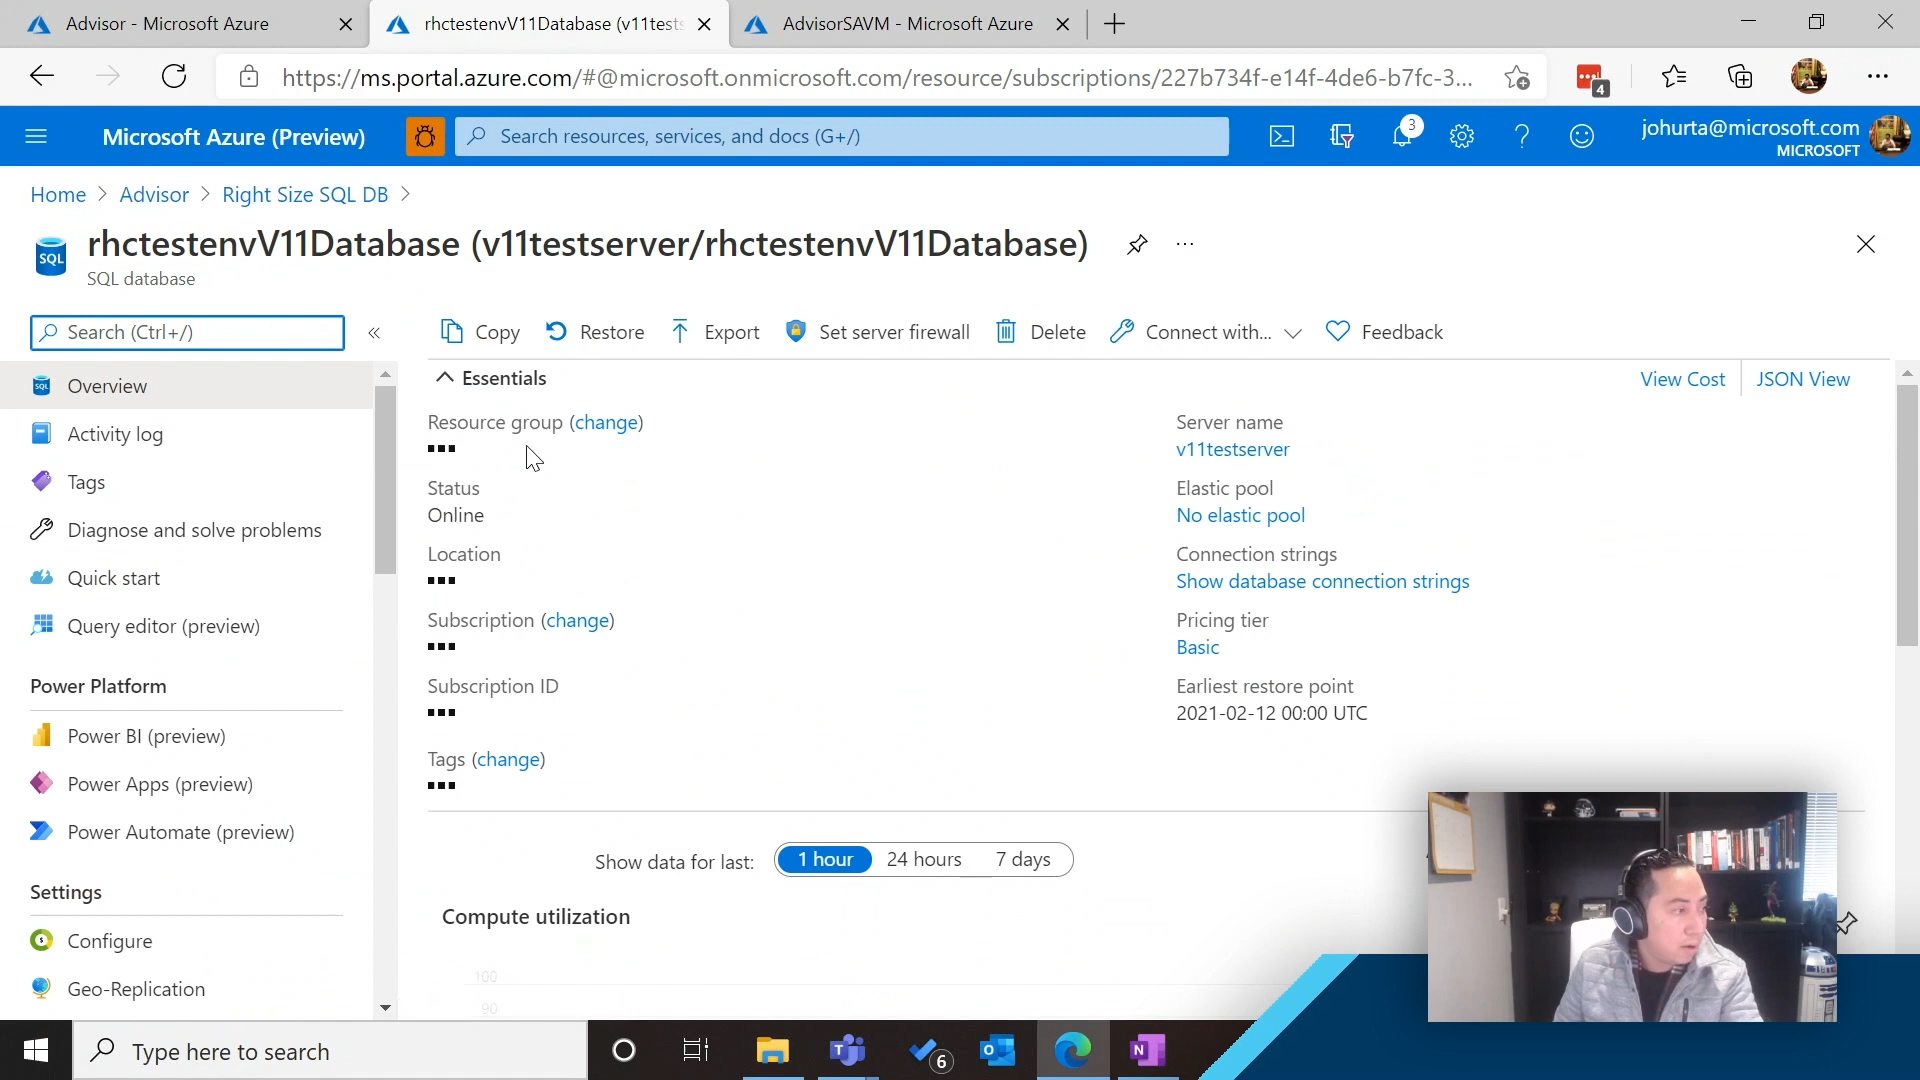 Advisor - Microsoft Azure
rhctestenvV11Database (v11tests
AdvisorSAVM - Microsoft Azure
https://ms.portal.azure.com/#@microsoft.onmicrosoft.com/resource/subscriptions/227b734f-e14f-4de6-b7fc-3...
4
Microsoft Azure (Preview)
Search resources, services, and docs (G+/)
3
johurta@microsoft.com
MICROSOFT
Home > Advisor > Right Size SQL DB >
SQL
rhctestenvV11Database (v11testserver/rhctestenvV11Database)
SQL database
Search (Ctrl+/)
Copy
Restore
Export
Set server firewall
Delete
Connect with...
Feedback
Overview
Activity log
Tags
Diagnose and solve problems
Quick start
Query editor (preview)
Power Platform
Power BI (preview)
Power Apps (preview)
Power Automate (preview)
Settings
Configure
Geo-Replication
Essentials
View Cost
JSON View
Resource group (change)
Status
Online
Location
Subscription (change)
Subscription ID
Tags (change)
Server name
v11testserver
Elastic pool
No elastic pool
Connection strings
Show database connection strings
Pricing tier
Basic
Earliest restore point
2021-02-12 00:00 UTC
Show data for last:
1 hour
24 hours
7 days
Compute utilization
100
90
Type here to search
6